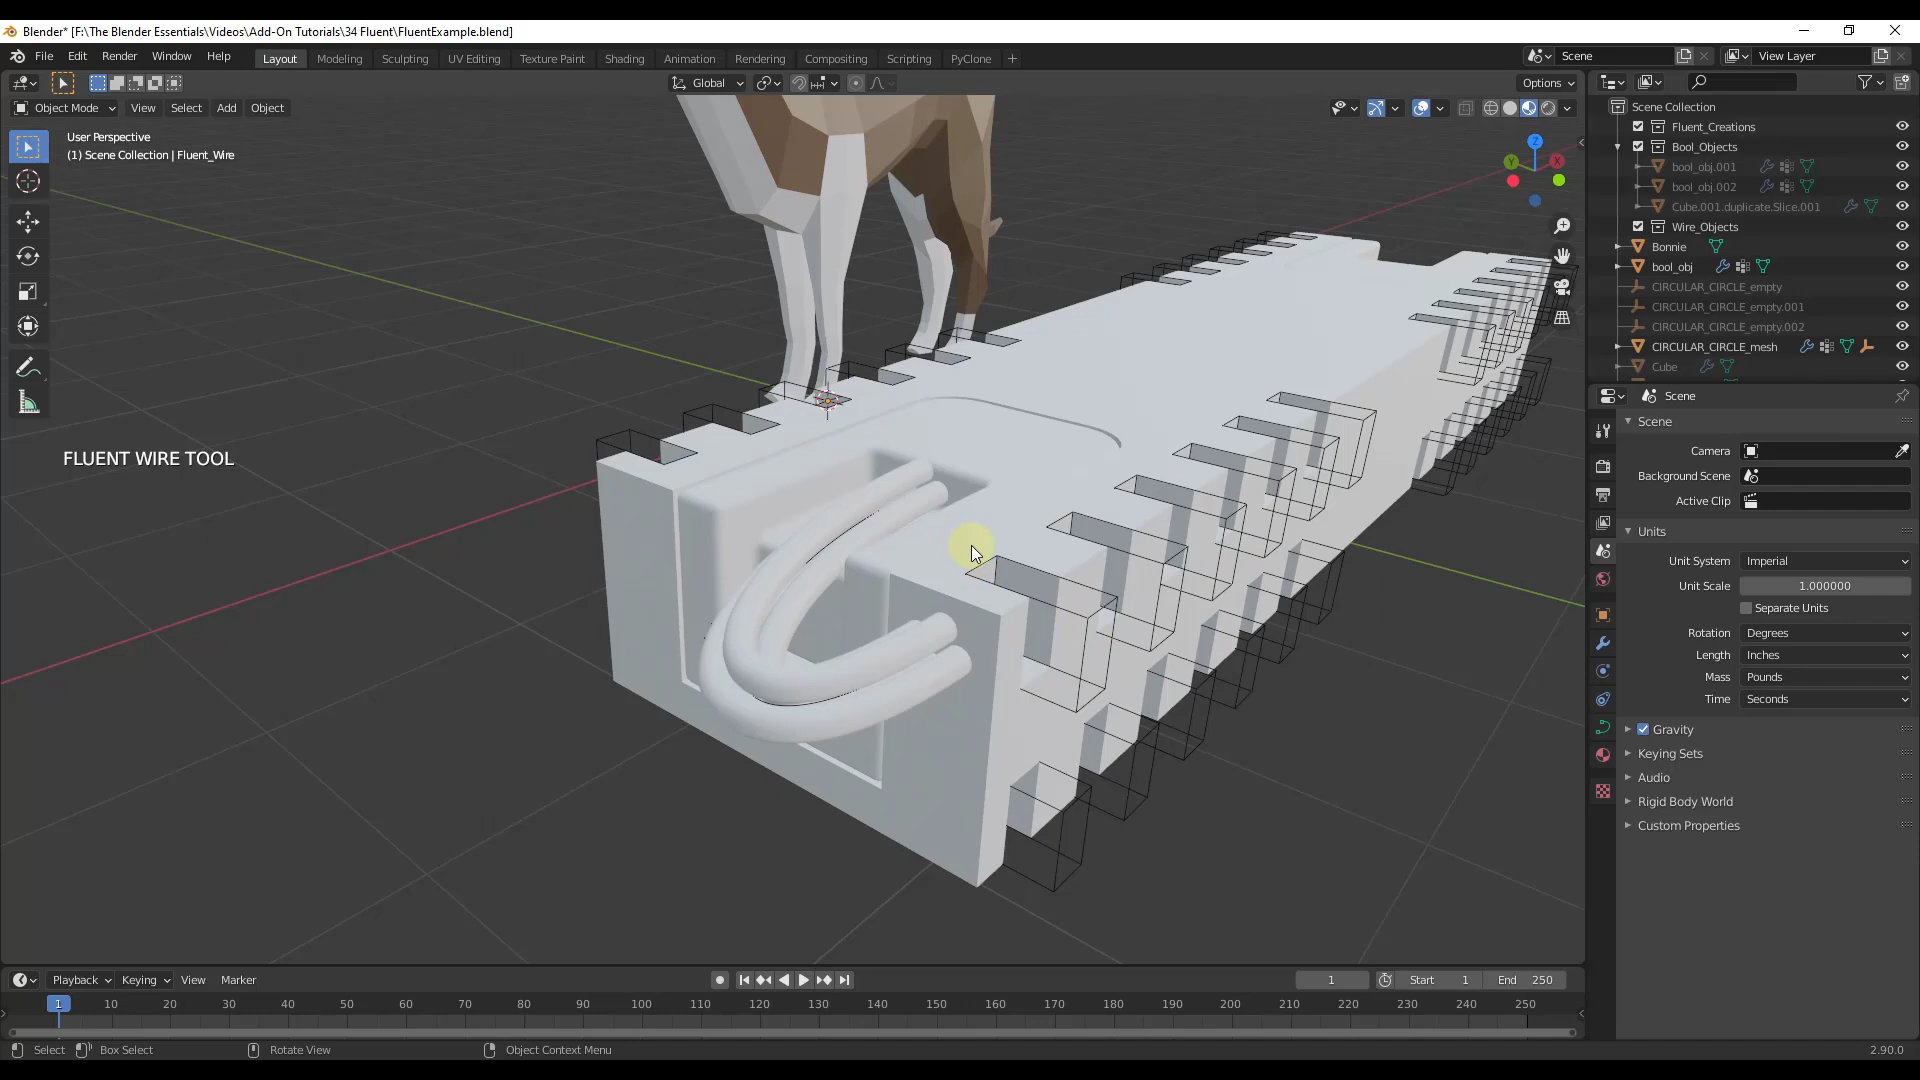 Blender* [F:\The Blender Essentials\Videos\Add-On Tutorials\34 Fluent\FluentExample.blend]
File Edit Render Window Help Layout Modeling Sculpting UV Editing Texture Paint Shading Animation Rendering Compositing Scripting PyClone + Scene View Layer
Global Options
Object Mode View Select Add Object
User Perspective
(1) Scene Collection | Fluent_Wire
FLUENT WIRE TOOL
Z
Y
X
Scene Collection
Fluent_Creations
Bool_Objects
bool_obj.001
bool_obj.002
Cube.001.duplicate.Slice.001
Wire_Objects
Bonnie
bool_obj
CIRCULAR_CIRCLE_empty
CIRCULAR_CIRCLE_empty.001
CIRCULAR_CIRCLE_empty.002
CIRCULAR_CIRCLE_mesh
Cube
Scene
Scene
Camera
Background Scene
Active Clip
Units
Unit System Imperial
Unit Scale 1.000000
Separate Units
Rotation Degrees
Length Inches
Mass Pounds
Time Seconds
Gravity
Keying Sets
Audio
Rigid Body World
Custom Properties
Playback Keying View Marker 1 Start 1 End 250
1 10 20 30 40 50 60 70 80 90 100 110 120 130 140 150 160 170 180 190 200 210 220 230 240 250
Select Box Select Rotate View Object Context Menu 2.90.0